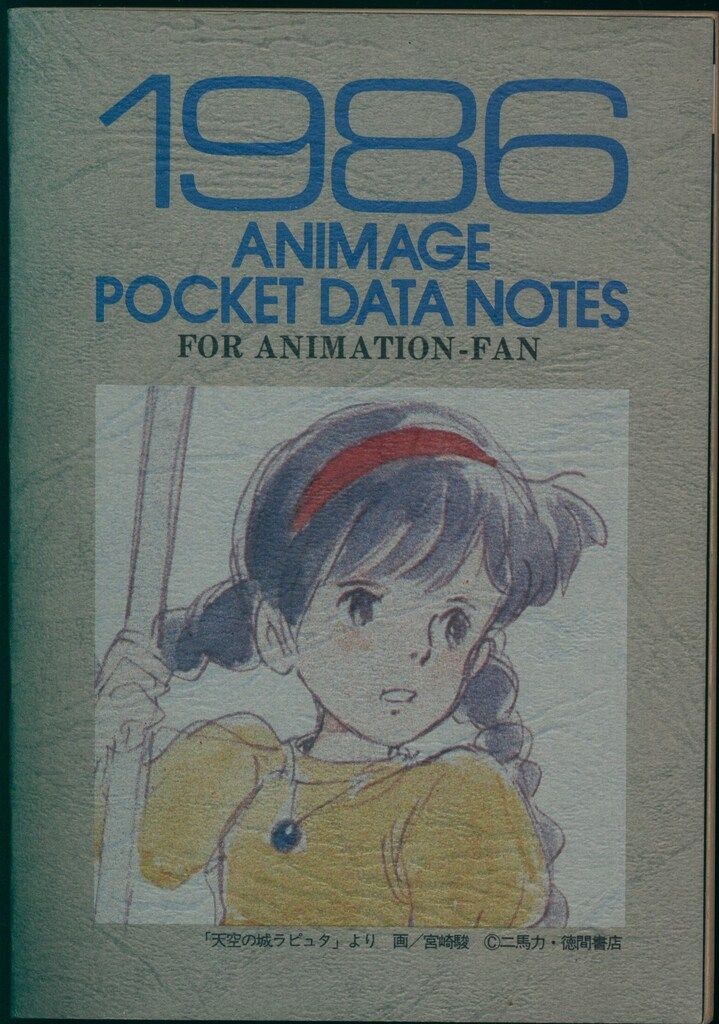 1986
ANIMAGE
POCKET DATA NOTES
FOR ANIMATION-FAN
「天空の城ラピュタ」より　画／宮崎駿　©二馬力・徳間書店